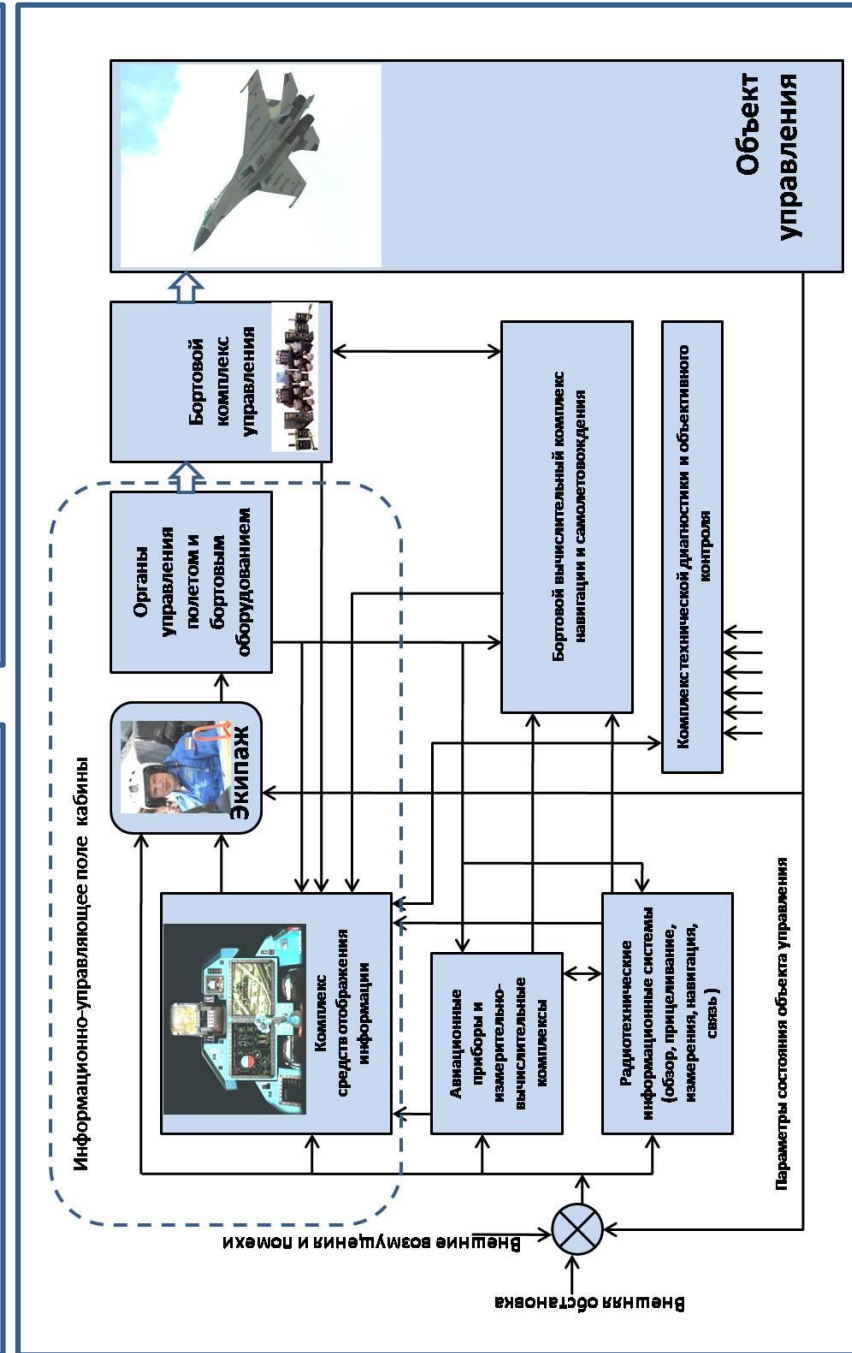 Информационно-управляющее поле кабины
Экипаж
Органы
управления
полетом и
бортовым
оборудованием
Бортовой
комплекс
управления
Объект
управления
Комплекс
средств отображения
информации
Авиационные
приборы и
измерительно-
вычислительные
комплексы
Радиотехнические
информационные системы
(обзор, прицеливание,
измерения, навигация,
связь )
Бортовой вычислительный комплекс
навигации и самолетовождения
Комплекс технической диагностики и объективного
контроля
Внешние возмущения и помехи
Внешняя обстановка
Параметры состояния объекта управления